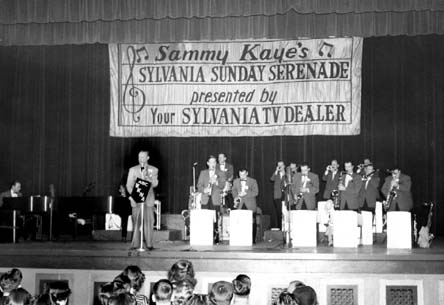 Sammy Kaye's
SYLVANIA SUNDAY SERENADE
presented by
Your SYLVANIA TV DEALER